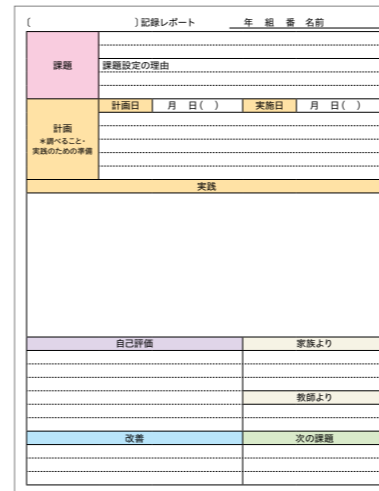 〔　　　　　　　〕記録レポート　　年　組　番　名前
課題
課題設定の理由
計画日　月　日(　)　実施日　月　日(　)
計画
＊調べること・
実践のための準備
実践
自己評価　家族より
教師より
改善　次の課題